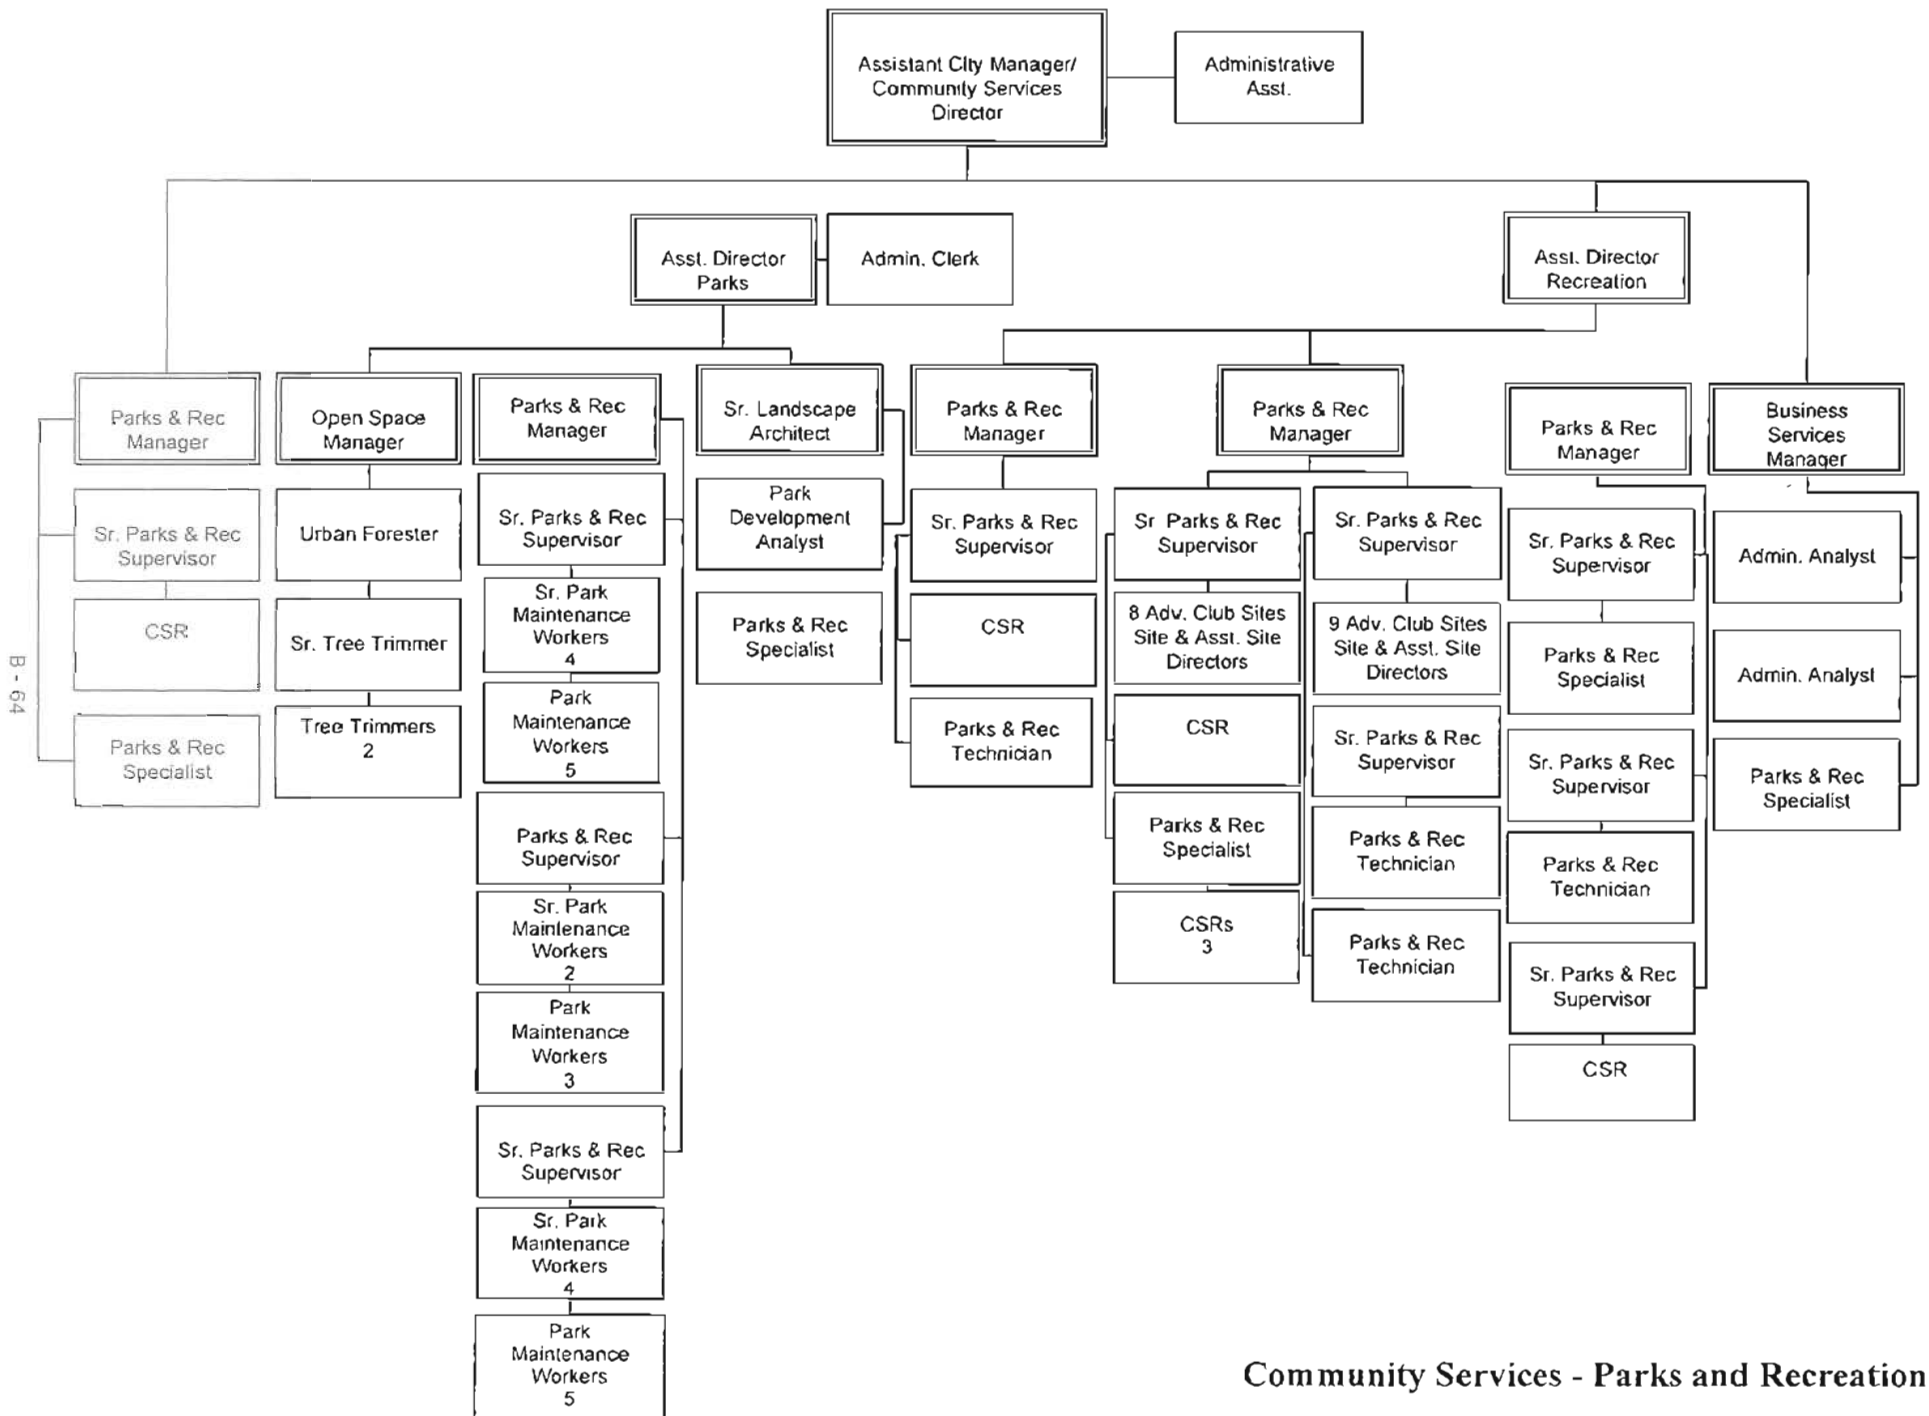 Assistant City Manager/
Community Services
Director
Administrative
Asst.
Asst. Director
Parks
Admin. Clerk
Asst. Director
Recreation
Parks & Rec
Manager
Sr. Parks & Rec
Supervisor
CSR
Parks & Rec
Specialist
Open Space
Manager
Urban Forester
Sr. Tree Trimmer
Tree Trimmers
2
Parks & Rec
Manager
Sr. Parks & Rec
Supervisor
Sr. Park
Maintenance
Workers
4
Park
Maintenance
Workers
5
Parks & Rec
Supervisor
Sr. Park
Maintenance
Workers
2
Park
Maintenance
Workers
3
Sr. Parks & Rec
Supervisor
Sr. Park
Maintenance
Workers
4
Park
Maintenance
Workers
5
Sr. Landscape
Architect
Park
Development
Analyst
Parks & Rec
Specialist
Parks & Rec
Manager
Sr. Parks & Rec
Supervisor
CSR
Parks & Rec
Technician
Parks & Rec
Manager
Sr Parks & Rec
Supervisor
8 Adv. Club Sites
Site & Asst. Site
Directors
CSR
Parks & Rec
Specialist
CSRs
3
Sr. Parks & Rec
Supervisor
9 Adv. Club Sites
Site & Asst. Site
Directors
Sr. Parks & Rec
Supervisor
Parks & Rec
Technician
Parks & Rec
Technician
Parks & Rec
Manager
Sr. Parks & Rec
Supervisor
Parks & Rec
Specialist
Sr. Parks & Rec
Supervisor
Parks & Rec
Technician
Sr. Parks & Rec
Supervisor
CSR
Business
Services
Manager
Admin. Analyst
Admin. Analyst
Parks & Rec
Specialist
B - 64
Community Services - Parks and Recreation